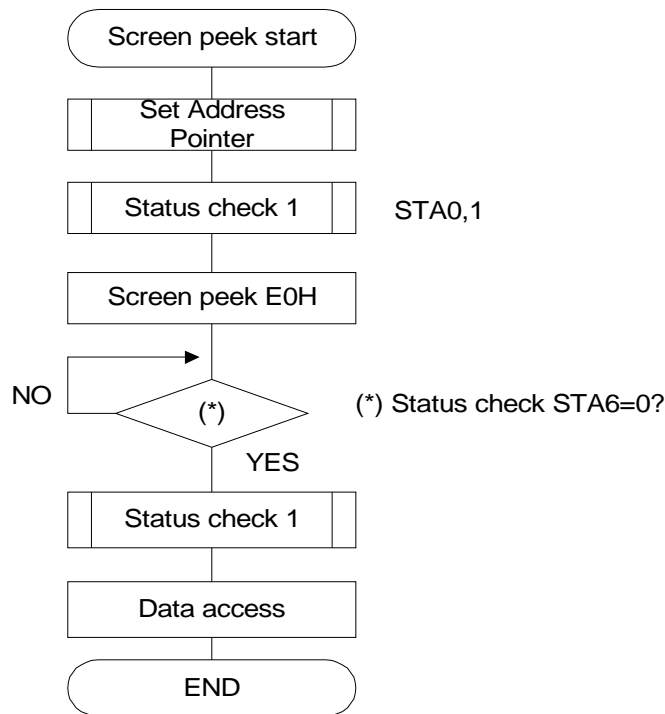 Screen peek start
Set Address
Pointer
Status check 1
STA0,1
Screen peek E0H
NO
(*)
(*) Status check STA6=0?
YES
Status check 1
Data access
END